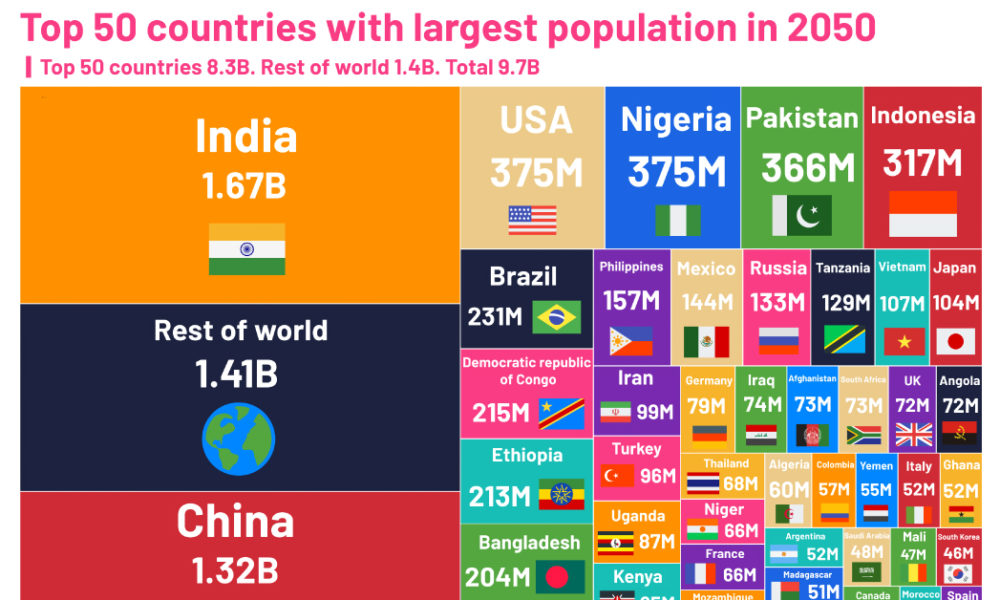 Top 50 countries with largest population in 2050
Top 50 countries 8.3B. Rest of world 1.4B. Total 9.7B
India
1.67B
Rest of world
1.41B
China
1.32B
USA
375M
Nigeria
375M
Pakistan
366M
Indonesia
317M
Brazil
231M
Philippines
157M
Mexico
144M
Russia
133M
Tanzania
129M
Vietnam
107M
Japan
104M
Democratic republic
of Congo
215M
Ethiopia
213M
Bangladesh
204M
Iran
99M
Turkey
96M
Uganda
87M
Kenya
Germany
79M
Iraq
74M
Afghanistan
73M
South Africa
73M
UK
72M
Angola
72M
Thailand
68M
Niger
66M
France
66M
Mozambique
Algeria
60M
Colombia
57M
Yemen
55M
Italy
52M
Ghana
52M
Argentina
52M
Madagascar
51M
Saudi Arabia
48M
Mali
47M
South Korea
46M
Canada
Morocco
Spain